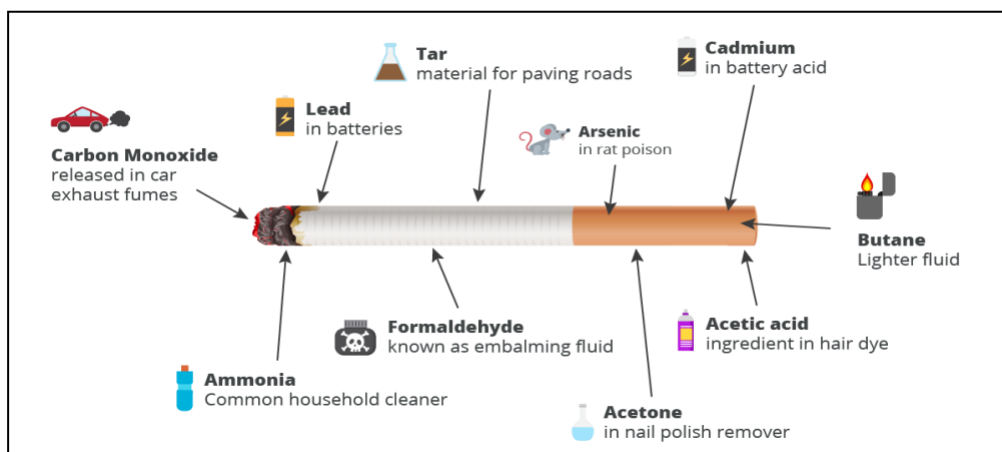 Tar
material for paving roads
Cadmium
in battery acid
Lead
in batteries
Arsenic
in rat poison
Carbon Monoxide
released in car
exhaust fumes
Butane
Lighter fluid
Formaldehyde
known as embalming fluid
Acetic acid
ingredient in hair dye
Ammonia
Common household cleaner
Acetone
in nail polish remover